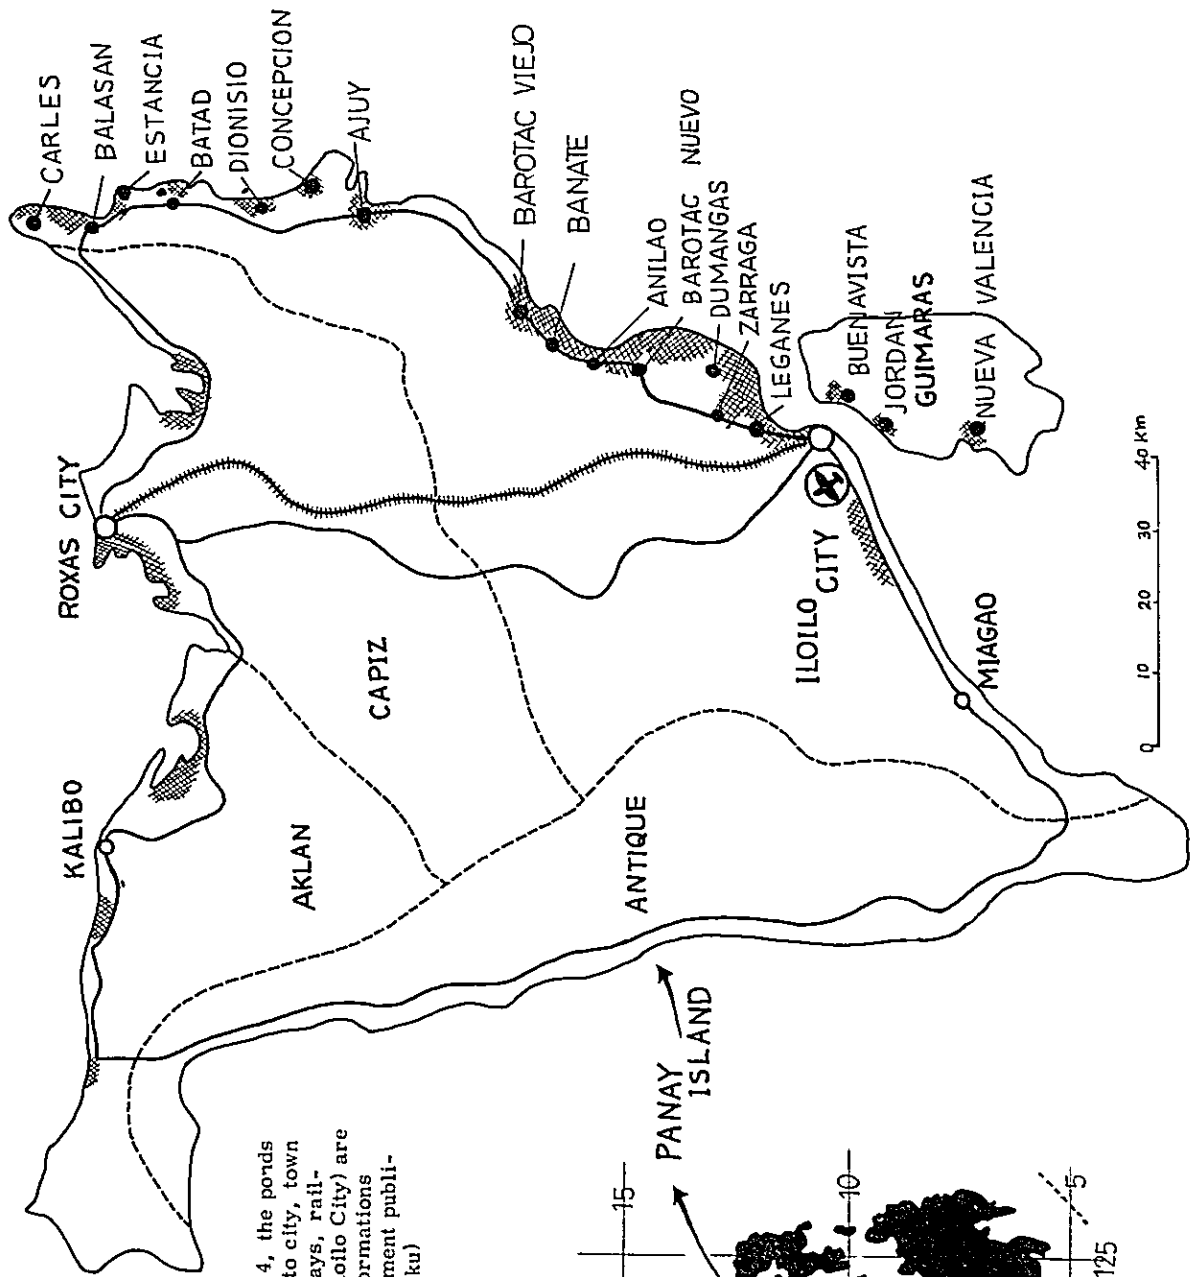 CARLES
BALASAN
ESTANCIA
BATAD
DIONISIO
CONCEPCION
AJUY
BAROTAC VIEJO
BANATE
ANILAO
BAROTAC NUEVO
DUMANGAS
ZARRAGA
LEGANES
BUENAVISTA
JORDAN
GUIMARAS
NUEVA VALENCIA
ROXAS CITY
CAPIZ
ILOILO
CITY
MIAGAO
KALIBO
AKLAN
ANTIQUE
0 10 20 30 40 Km
PANAY
ISLAND
4, the ponds
to city, town
ays, rail-
oilo City) are
ormations
ment publi-
ku)
15
10
5
125